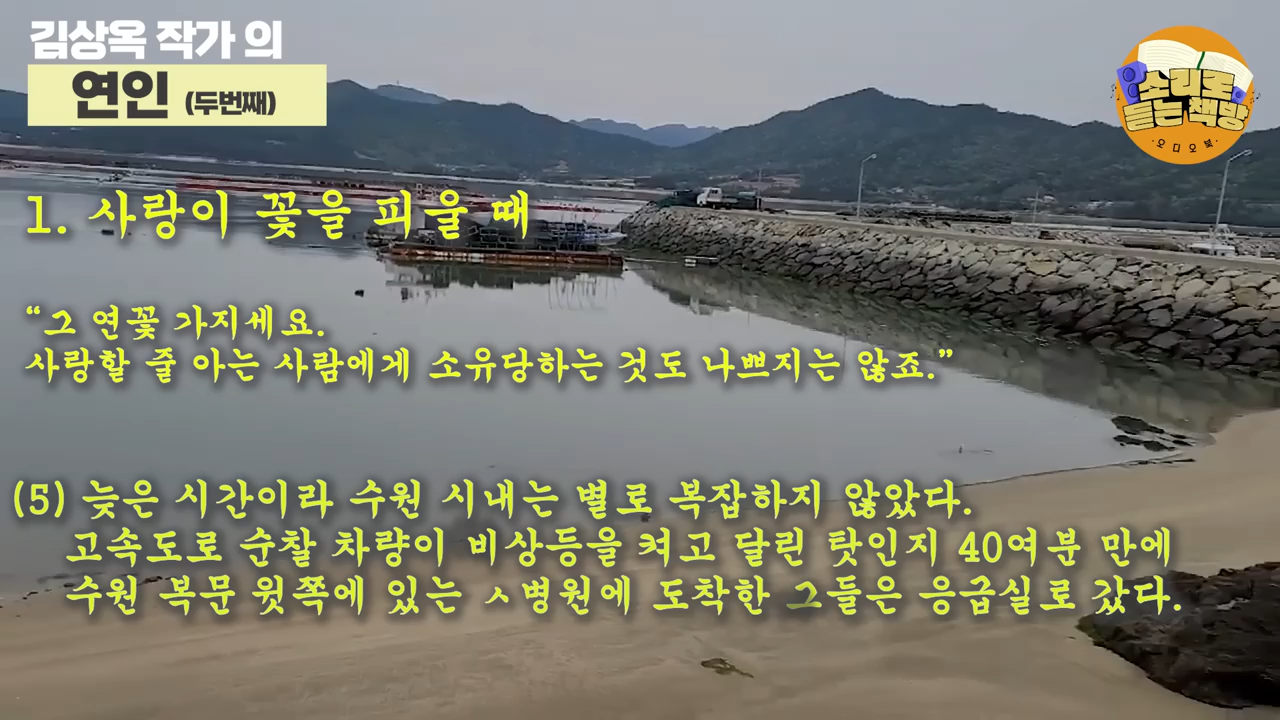 김상옥 작가 의
연인 (두번째)
소리로
듣는 책방
·오디오북·
1. 사랑이 꽃을 피울 때
“그 연꽃 가지세요.
사랑할 줄 아는 사람에게 소유당하는 것도 나쁘지는 않죠.”
(5) 늦은 시간이라 수원 시내는 별로 복잡하지 않았다.
고속도로 순찰 차량이 비상등을 켜고 달린 탓인지 40여분 만에
수원 북문 윗쪽에 있는 ㅅ병원에 도착한 그들은 응급실로 갔다.